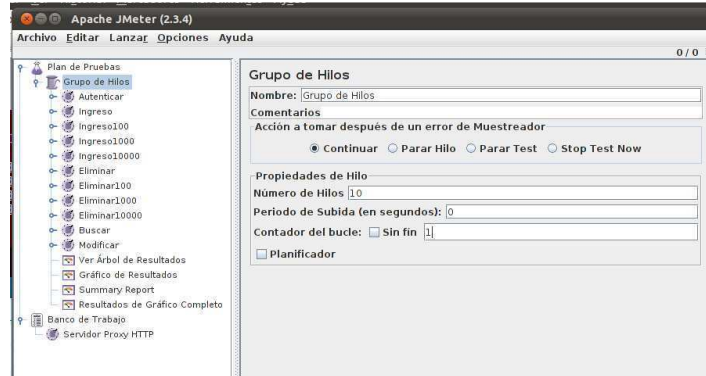 Apache JMeter (2.3.4)
Archivo Editar Lanzar Opciones Ayuda
0 / 0
Plan de Pruebas
Grupo de Hilos
Autenticar
Ingreso
Ingreso100
Ingreso1000
Ingreso10000
Eliminar
Eliminar100
Eliminar1000
Eliminar10000
Buscar
Modificar
Ver Árbol de Resultados
Gráfico de Resultados
Summary Report
Resultados de Gráfico Completo
Banco de Trabajo
Servidor Proxy HTTP
Grupo de Hilos
Nombre: Grupo de Hilos
Comentarios
Acción a tomar después de un error de Muestreador
Continuar Parar Hilo Parar Test Stop Test Now
Propiedades de Hilo
Número de Hilos 10
Periodo de Subida (en segundos): 0
Contador del bucle: Sin fín 1
Planificador